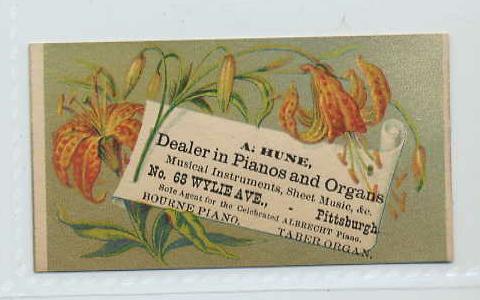 A. HUNE,
Dealer in Pianos and Organs
Musical Instruments, Sheet Music, &c.
No. 68 WYLIE AVE., - Pittsburgh.
Sole Agent for the Celebrated ALBRECHT Piano.
BOURNE PIANO, TABER ORGAN.